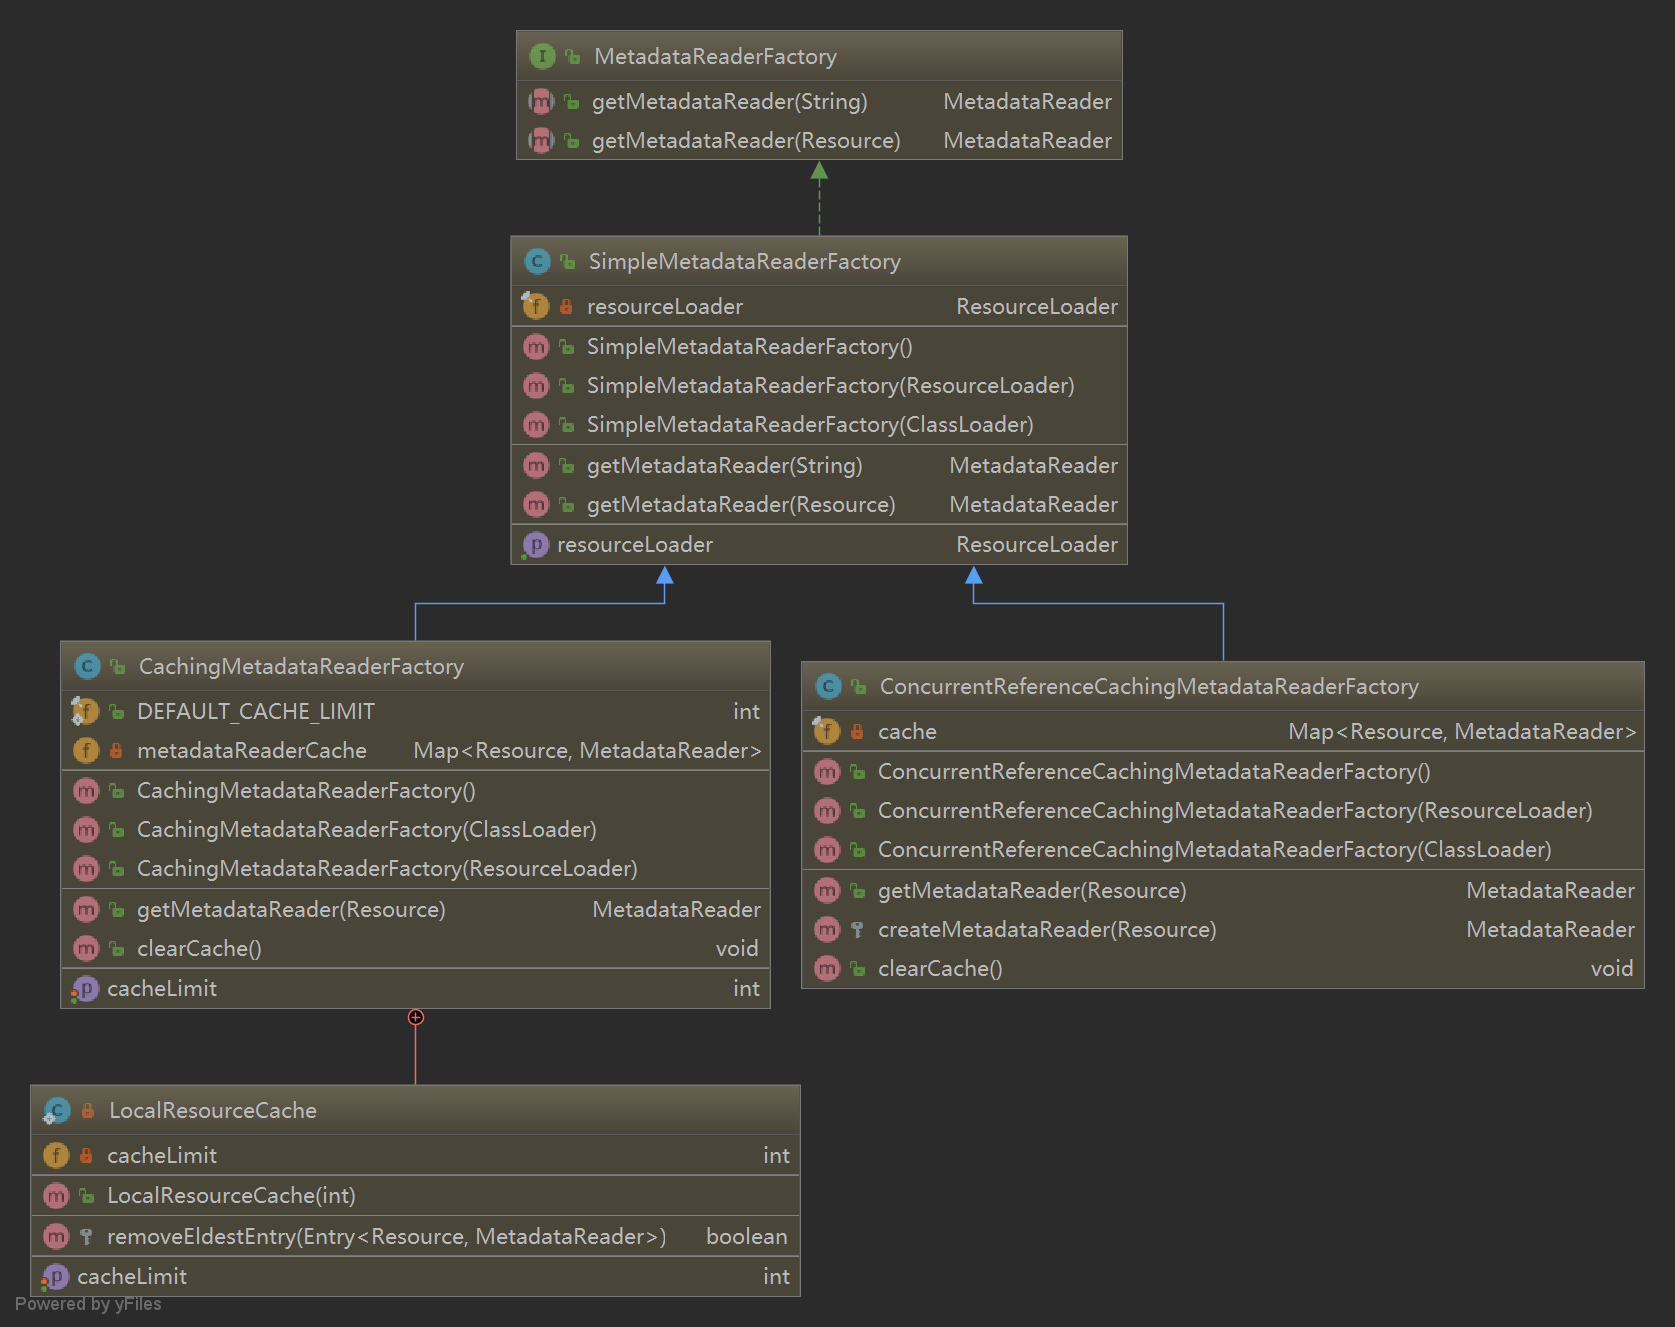 MetadataReaderFactory
getMetadataReader(String) MetadataReader
getMetadataReader(Resource) MetadataReader
SimpleMetadataReaderFactory
resourceLoader ResourceLoader
SimpleMetadataReaderFactory()
SimpleMetadataReaderFactory(ResourceLoader)
SimpleMetadataReaderFactory(ClassLoader)
getMetadataReader(String) MetadataReader
getMetadataReader(Resource) MetadataReader
resourceLoader ResourceLoader
CachingMetadataReaderFactory
DEFAULT_CACHE_LIMIT int
metadataReaderCache Map<Resource, MetadataReader>
CachingMetadataReaderFactory()
CachingMetadataReaderFactory(ClassLoader)
CachingMetadataReaderFactory(ResourceLoader)
getMetadataReader(Resource) MetadataReader
clearCache() void
cacheLimit int
ConcurrentReferenceCachingMetadataReaderFactory
cache Map<Resource, MetadataReader>
ConcurrentReferenceCachingMetadataReaderFactory()
ConcurrentReferenceCachingMetadataReaderFactory(ResourceLoader)
ConcurrentReferenceCachingMetadataReaderFactory(ClassLoader)
getMetadataReader(Resource) MetadataReader
createMetadataReader(Resource) MetadataReader
clearCache() void
LocalResourceCache
cacheLimit int
LocalResourceCache(int)
removeEldestEntry(Entry<Resource, MetadataReader>) boolean
cacheLimit int
Powered by yFiles